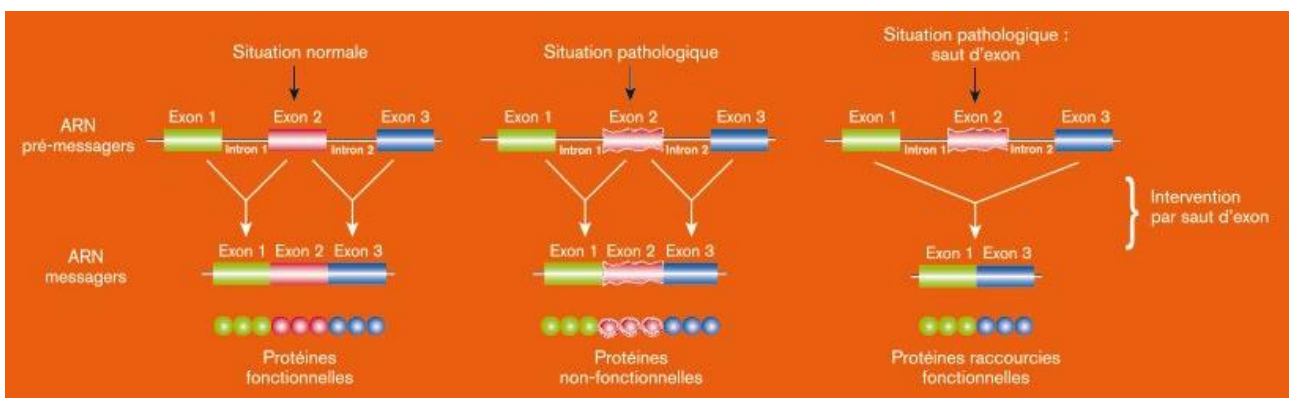 Situation normale
Situation pathologique
Situation pathologique :
saut d'exon
ARN
pré-messagers
Exon 1 Exon 2 Exon 3
Intron 1 Intron 2
Exon 1 Exon 2 Exon 3
Intron 1 Intron 2
Exon 1 Exon 2 Exon 3
Intron 1 Intron 2
Intervention
par saut d'exon
ARN
messagers
Exon 1 Exon 2 Exon 3
Exon 1 Exon 2 Exon 3
Exon 1 Exon 3
Protéines
fonctionnelles
Protéines
non-fonctionnelles
Protéines raccourcies
fonctionnelles